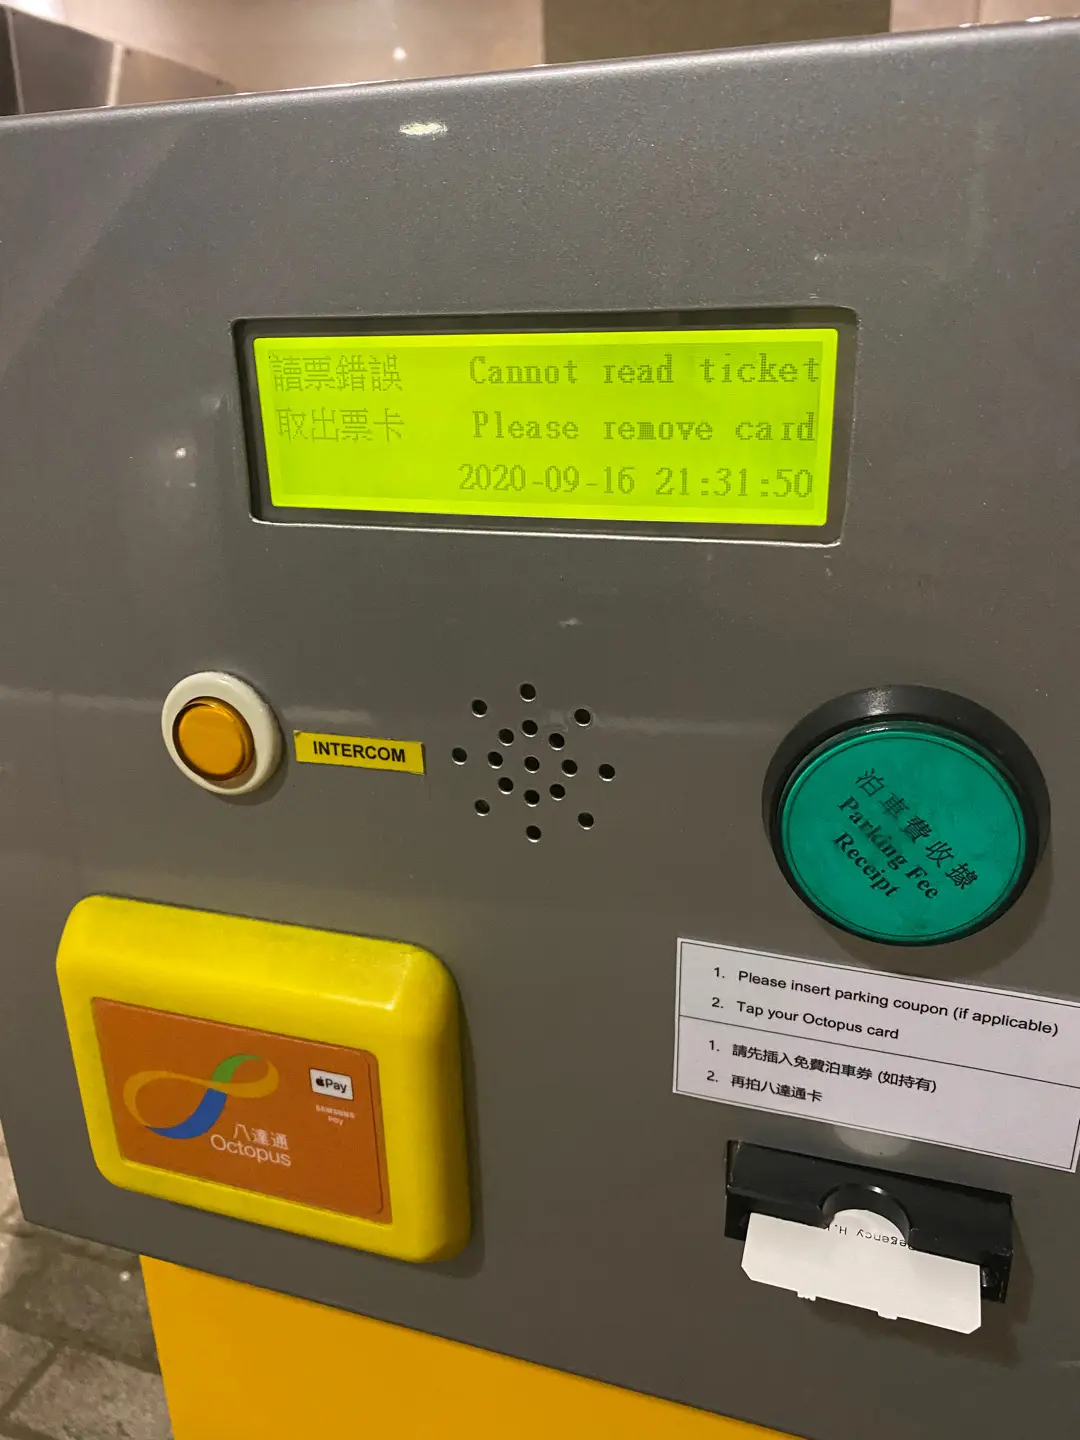 讀票錯誤 Cannot read ticket
取出票卡 Please remove card
2020-09-16 21:31:50
INTERCOM
泊車費收據
Parking Fee
Receipt
1. Please insert parking coupon (if applicable)
2. Tap your Octopus card
1. 請先插入免費泊車券 (如持有)
2. 再拍八達通卡
Pay
SAMSUNG
pay
八達通
Octopus
egency H.K